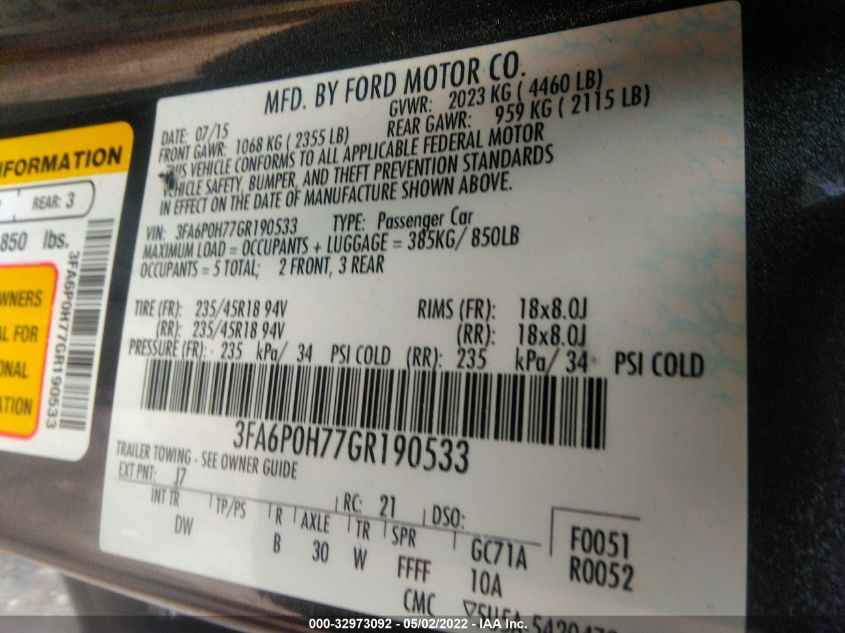 MFD. BY FORD MOTOR CO.
DATE: 07/15 GVWR: 2023 KG ( 4460 LB)
FRONT GAWR: 1068 KG ( 2355 LB) REAR GAWR: 959 KG ( 2115 LB)
THIS VEHICLE CONFORMS TO ALL APPLICABLE FEDERAL MOTOR
VEHICLE SAFETY, BUMPER, AND THEFT PREVENTION STANDARDS
IN EFFECT ON THE DATE OF MANUFACTURE SHOWN ABOVE.
VIN: 3FA6P0H77GR190533 TYPE: Passenger Car
MAXIMUM LOAD = OCCUPANTS + LUGGAGE = 385KG/ 850LB
OCCUPANTS = 5 TOTAL; 2 FRONT, 3 REAR
TIRE (FR): 235/45R18 94V RIMS (FR): 18x8.0J
(RR): 235/45R18 94V (RR): 18x8.0J
PRESSURE (FR): 235 kPa/ 34 PSI COLD (RR): 235 kPa/ 34 PSI COLD
3FA6P0H77GR190533
TRAILER TOWING - SEE OWNER GUIDE
EXT PNT: J7 RC: 21 DSO:
INT TR TP/PS R AXLE TR SPR GC71A F0051
DW B 30 W FFFF 10A R0052
CMC
INFORMATION
REAR: 3
850 lbs.
OWNERS
FOR
3FA6P0H77GR190533
000-32973092 - 05/02/2022 - IAA Inc.